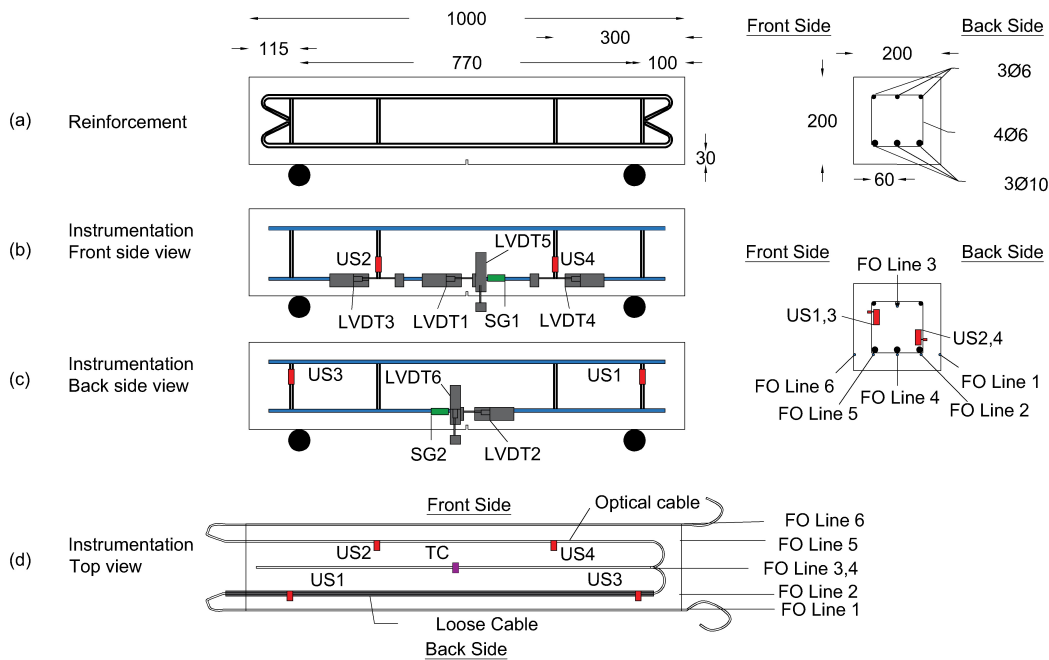 1000
115
300
770
100
Front Side
Back Side
200
3Ø6
(a)
Reinforcement
200
4Ø6
30
60
3Ø10
(b)
Instrumentation
Front side view
US2
LVDT5
US4
LVDT3
LVDT1
SG1
LVDT4
Front Side
Back Side
FO Line 3
US1,3
US2,4
FO Line 6
FO Line 1
FO Line 5
FO Line 4
FO Line 2
(c)
Instrumentation
Back side view
US3
LVDT6
US1
SG2
LVDT2
(d)
Instrumentation
Top view
Front Side
Optical cable
FO Line 6
US2
TC
US4
FO Line 5
FO Line 3,4
US1
US3
FO Line 2
FO Line 1
Loose Cable
Back Side